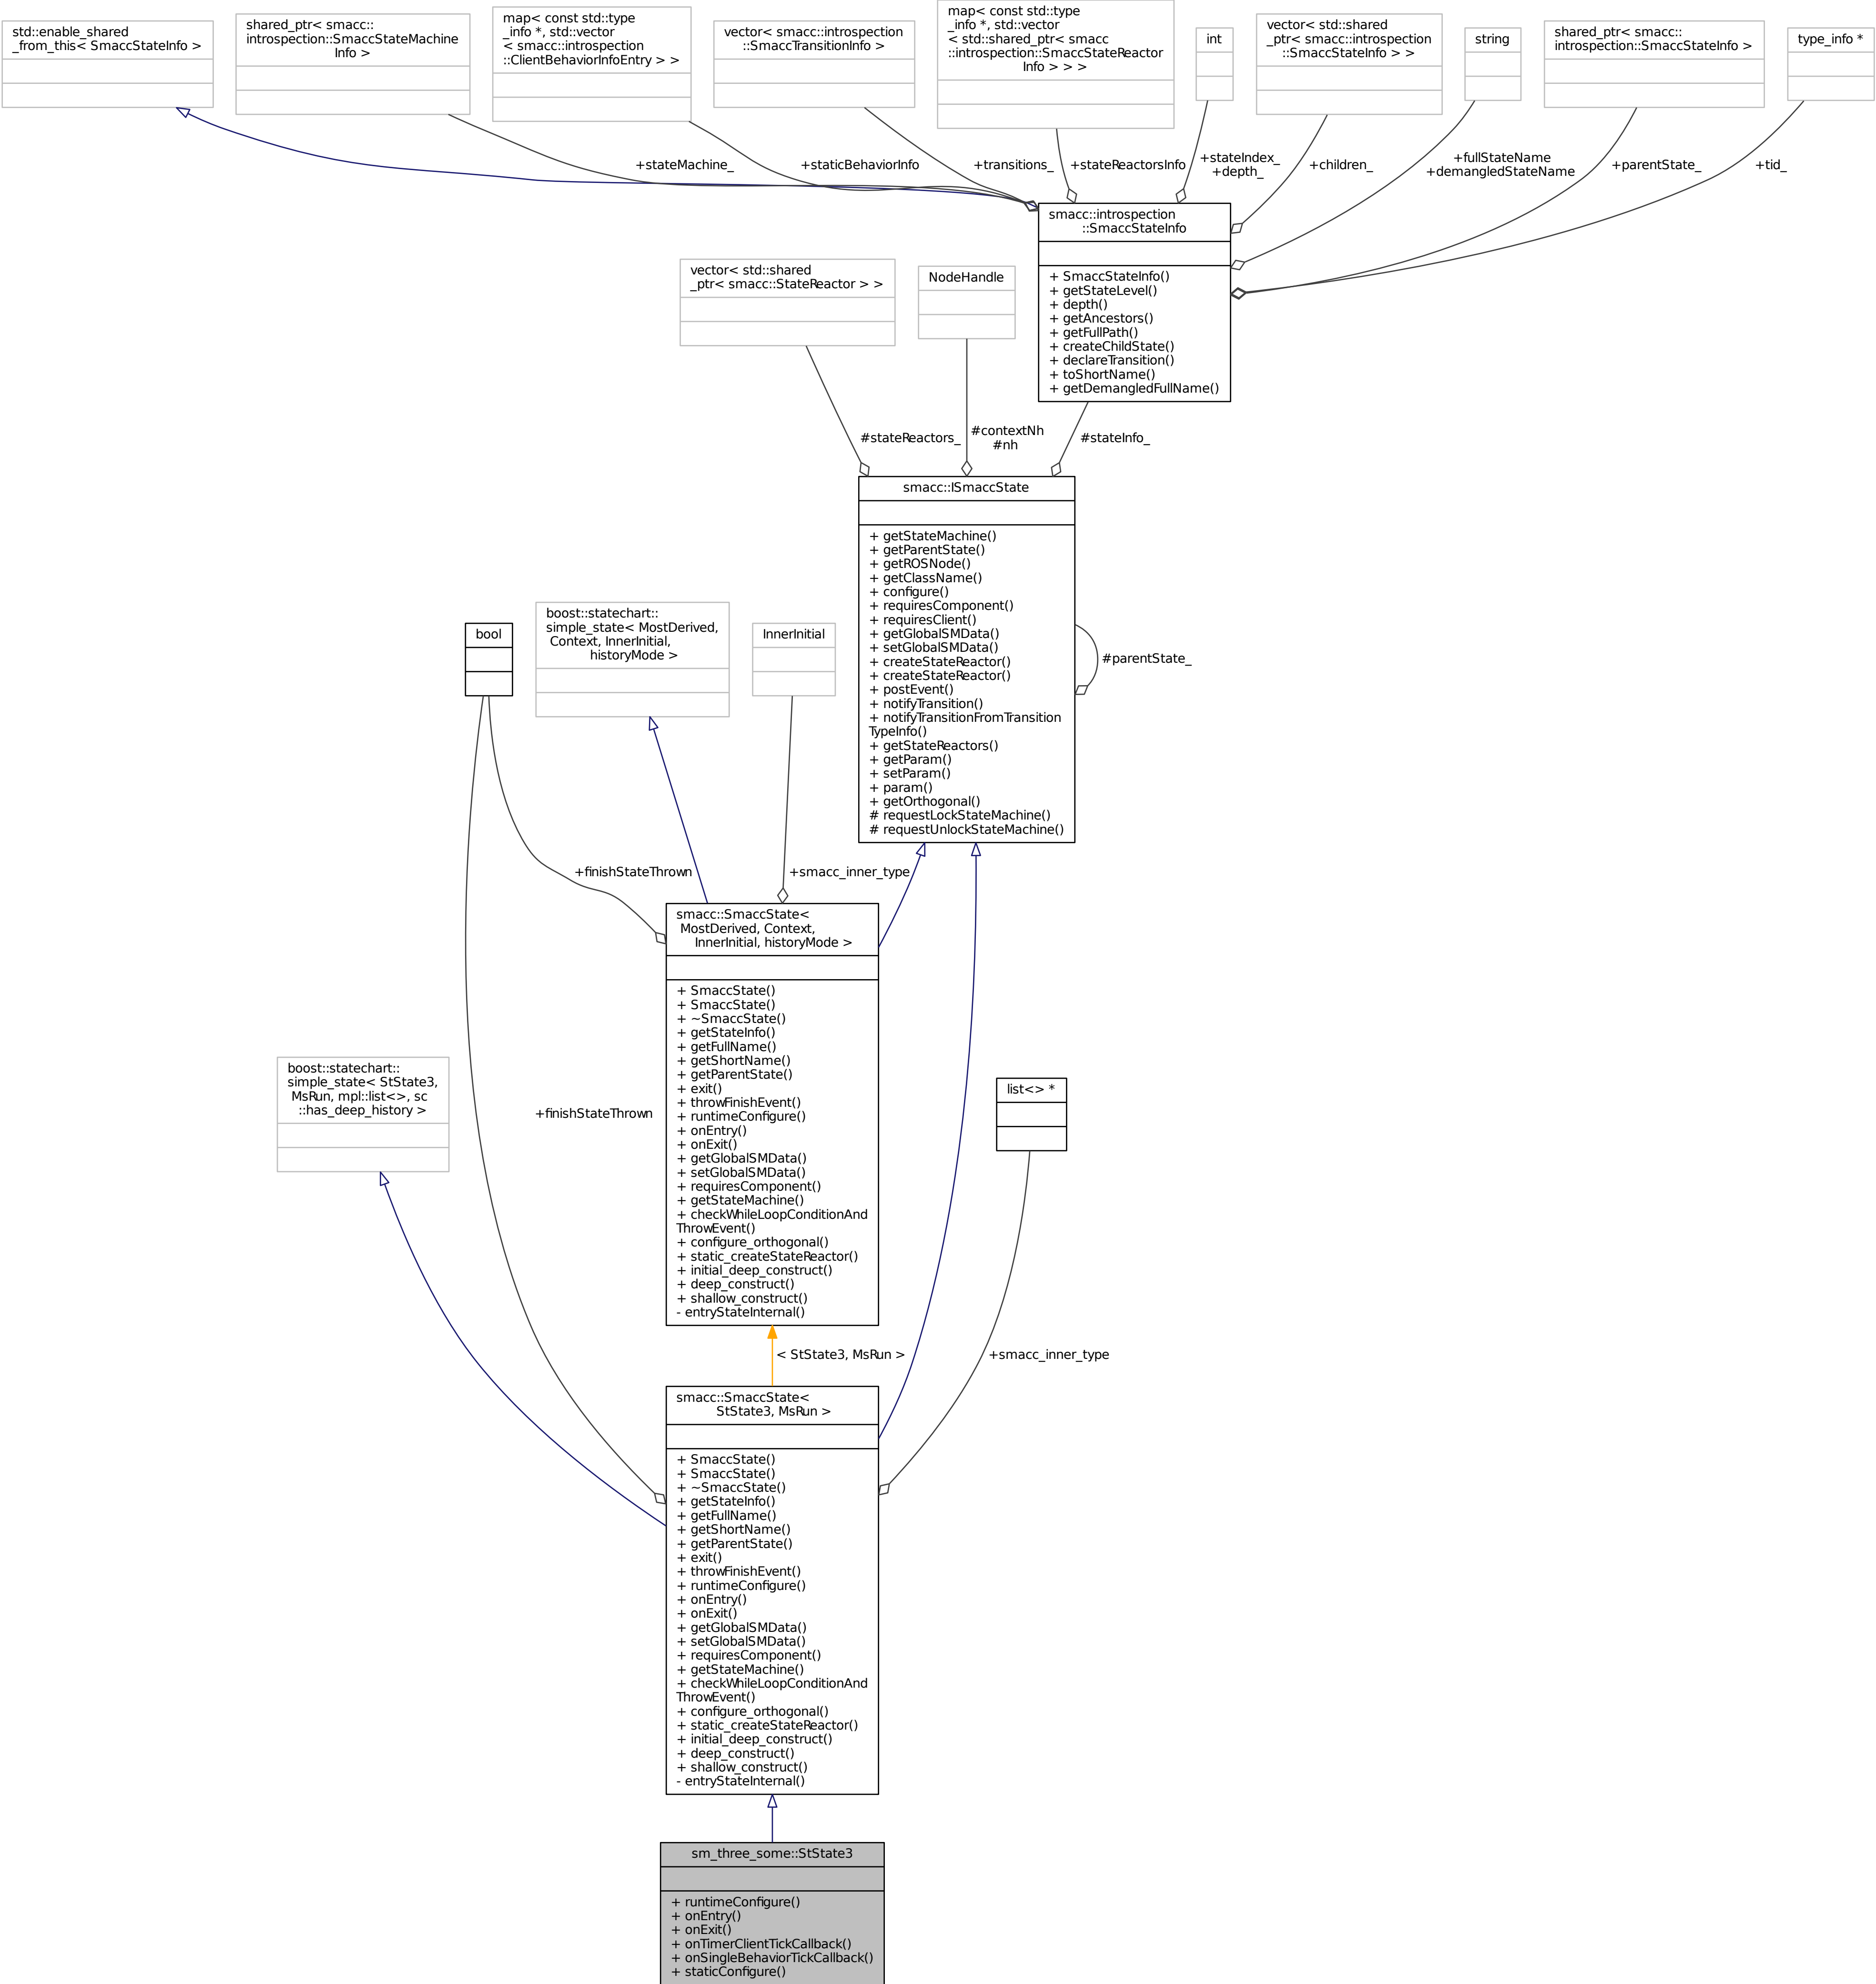 std::enable_shared
_from_this< SmaccStateInfo >
shared_ptr< smacc::
introspection::SmaccStateMachine
Info >
map< const std::type
_info *, std::vector
< smacc::introspection
::ClientBehaviorInfoEntry > >
vector< smacc::introspection
::SmaccTransitionInfo >
map< const std::type
_info *, std::vector
< std::shared_ptr< smacc
::introspection::SmaccStateReactor
Info > > >
int
vector< std::shared
_ptr< smacc::introspection
::SmaccStateInfo > >
string
shared_ptr< smacc::
introspection::SmaccStateInfo >
type_info *
+stateMachine_
+staticBehaviorInfo
+transitions_
+stateReactorsInfo
+stateIndex_
+depth_
+children_
+fullStateName
+demangledStateName
+parentState_
+tid_
smacc::introspection
::SmaccStateInfo
+ SmaccStateInfo()
+ getStateLevel()
+ depth()
+ getAncestors()
+ getFullPath()
+ createChildState()
+ declareTransition()
+ toShortName()
+ getDemangledFullName()
vector< std::shared
_ptr< smacc::StateReactor > >
NodeHandle
#stateReactors_
#contextNh
#nh
#stateInfo_
smacc::ISmaccState
+ getStateMachine()
+ getParentState()
+ getROSNode()
+ getClassName()
+ configure()
+ requiresComponent()
+ requiresClient()
+ getGlobalSMData()
+ setGlobalSMData()
+ createStateReactor()
+ createStateReactor()
+ postEvent()
+ notifyTransition()
+ notifyTransitionFromTransition
TypeInfo()
+ getStateReactors()
+ getParam()
+ setParam()
+ param()
+ getOrthogonal()
# requestLockStateMachine()
# requestUnlockStateMachine()
#parentState_
bool
boost::statechart::
simple_state< MostDerived,
Context, InnerInitial,
historyMode >
InnerInitial
+finishStateThrown
+smacc_inner_type
smacc::SmaccState<
MostDerived, Context,
InnerInitial, historyMode >
+ SmaccState()
+ SmaccState()
+ ~SmaccState()
+ getStateInfo()
+ getFullName()
+ getShortName()
+ getParentState()
+ exit()
+ throwFinishEvent()
+ runtimeConfigure()
+ onEntry()
+ onExit()
+ getGlobalSMData()
+ setGlobalSMData()
+ requiresComponent()
+ getStateMachine()
+ checkWhileLoopConditionAnd
ThrowEvent()
+ configure_orthogonal()
+ static_createStateReactor()
+ initial_deep_construct()
+ deep_construct()
+ shallow_construct()
- entryStateInternal()
boost::statechart::
simple_state< StState3,
MsRun, mpl::list<>, sc
::has_deep_history >
+finishStateThrown
list<> *
< StState3, MsRun >
+smacc_inner_type
smacc::SmaccState<
StState3, MsRun >
+ SmaccState()
+ SmaccState()
+ ~SmaccState()
+ getStateInfo()
+ getFullName()
+ getShortName()
+ getParentState()
+ exit()
+ throwFinishEvent()
+ runtimeConfigure()
+ onEntry()
+ onExit()
+ getGlobalSMData()
+ setGlobalSMData()
+ requiresComponent()
+ getStateMachine()
+ checkWhileLoopConditionAnd
ThrowEvent()
+ configure_orthogonal()
+ static_createStateReactor()
+ initial_deep_construct()
+ deep_construct()
+ shallow_construct()
- entryStateInternal()
sm_three_some::StState3
+ runtimeConfigure()
+ onEntry()
+ onExit()
+ onTimerClientTickCallback()
+ onSingleBehaviorTickCallback()
+ staticConfigure()